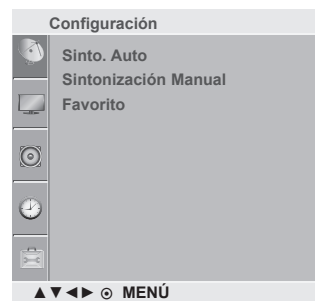 Configuración
Sinto. Auto
Sintonización Manual
Favorito
▲▼◄► ⊙ MENÚ